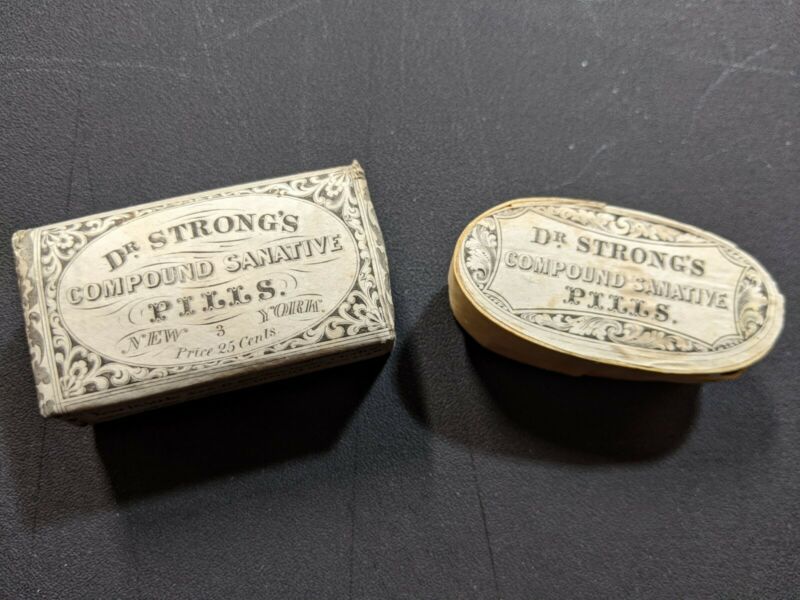 DR STRONG'S
COMPOUND SANATIVE
PILLS.
NEW 3 YORK
Price 25 Cents
DR STRONG'S
COMPOUND SANATIVE
PILLS.